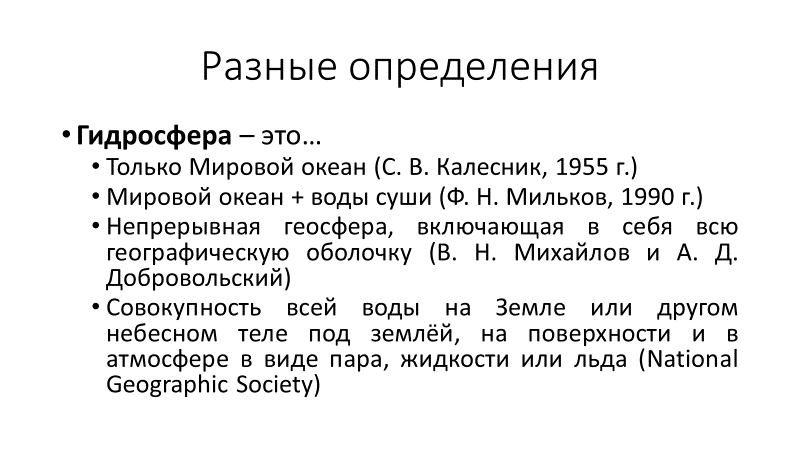 Разные определения
• Гидросфера – это…
• Только Мировой океан (С. В. Калесник, 1955 г.)
• Мировой океан + воды суши (Ф. Н. Мильков, 1990 г.)
• Непрерывная геосфера, включающая в себя всю
географическую оболочку (В. Н. Михайлов и А. Д.
Добровольский)
• Совокупность всей воды на Земле или другом
небесном теле под землёй, на поверхности и в
атмосфере в виде пара, жидкости или льда (National
Geographic Society)